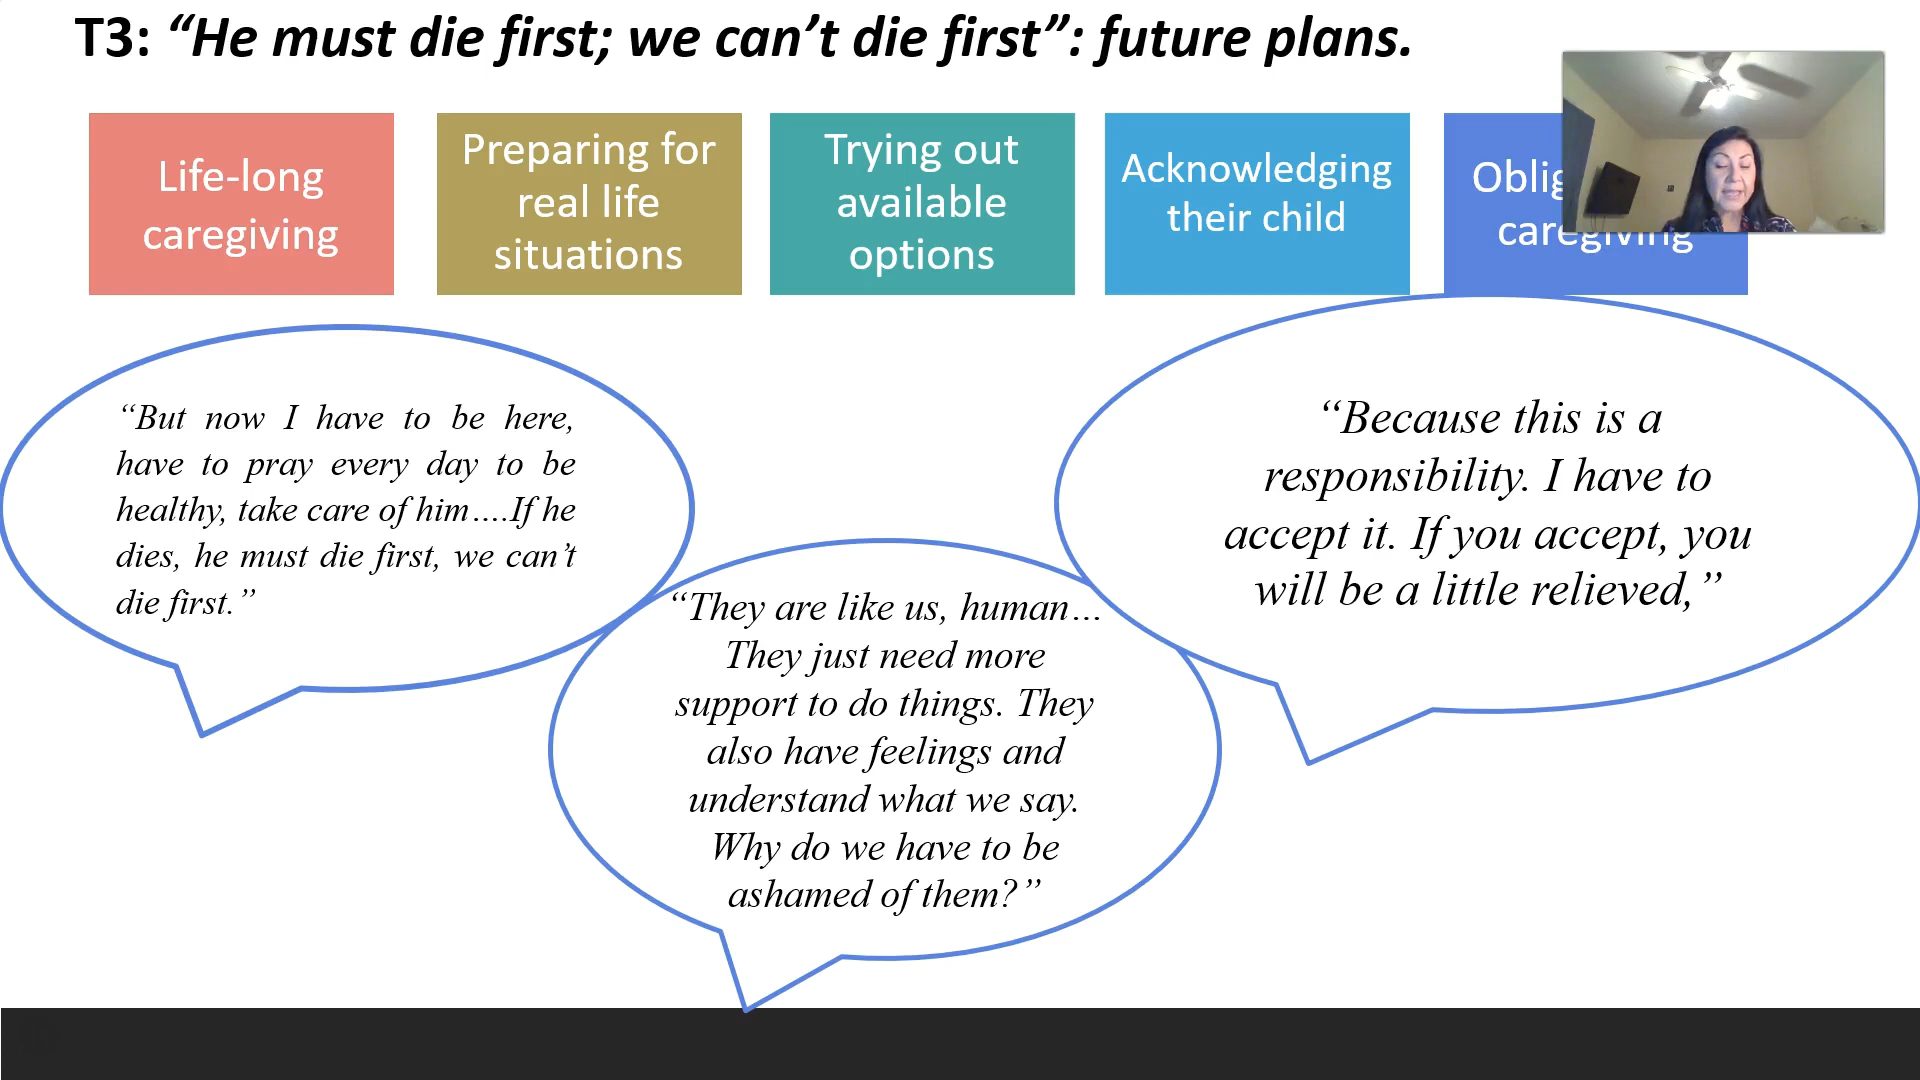 T3: “He must die first; we can’t die first”: future plans.
Life-long
caregiving
Preparing for
real life
situations
Trying out
available
options
Acknowledging
their child
caregiving
“But now I have to be here,
have to pray every day to be
healthy, take care of him….If he
dies, he must die first, we can’t
die first.”
“They are like us, human…
They just need more
support to do things. They
also have feelings and
understand what we say.
Why do we have to be
ashamed of them?”
“Because this is a
responsibility. I have to
accept it. If you accept, you
will be a little relieved,”